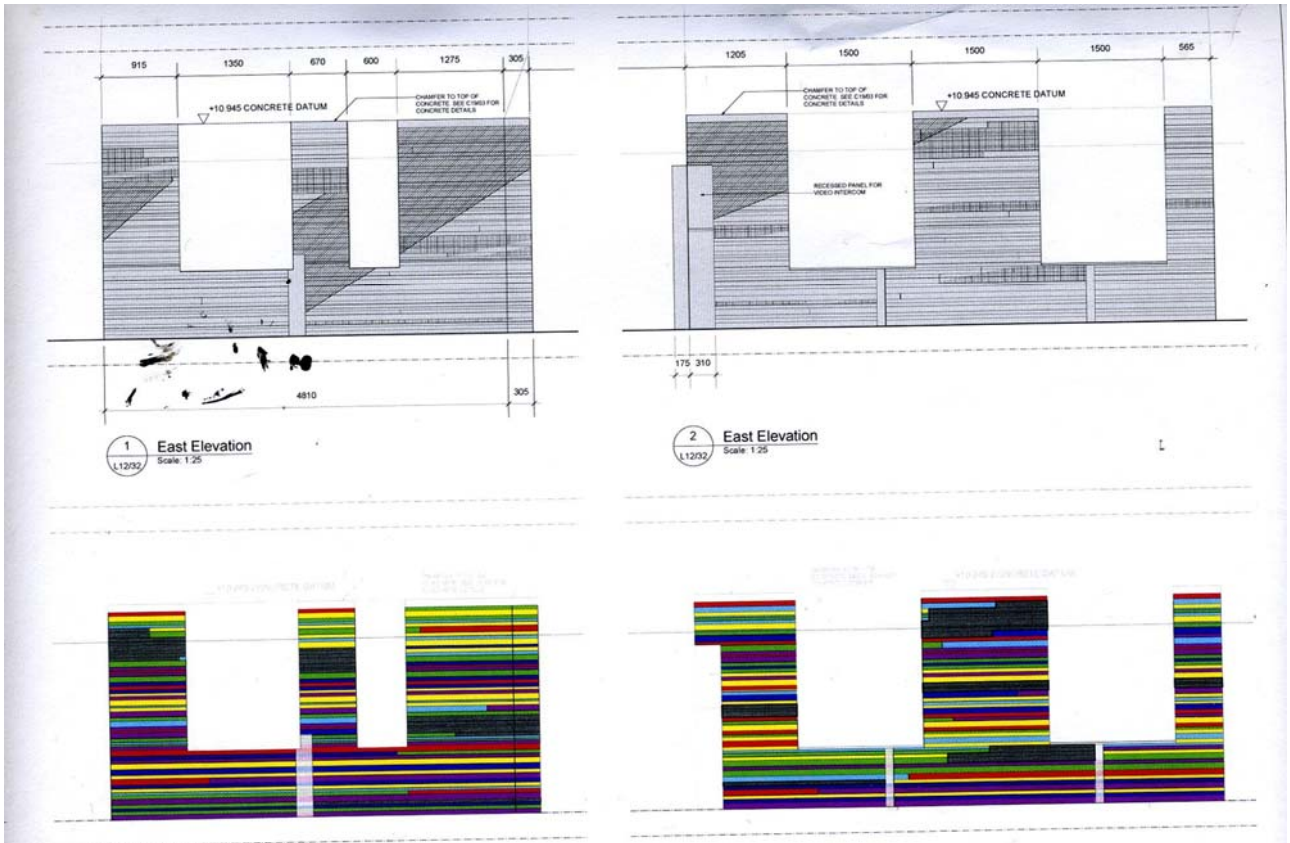 915 1350 670 600 1275 305
CHAMFER TO TOP OF
CONCRETE. SEE C1M03 FOR
CONCRETE DETAILS
+10.945 CONCRETE DATUM
4810 305
1
L12/32
East Elevation
Scale: 1:25
1205 1500 1500 1500 565
CHAMFER TO TOP OF
CONCRETE. SEE C1M03 FOR
CONCRETE DETAILS
+10.945 CONCRETE DATUM
RECESSED PANEL FOR
VIDEO INTERCOM
175 310
2
L12/32
East Elevation
Scale: 1:25